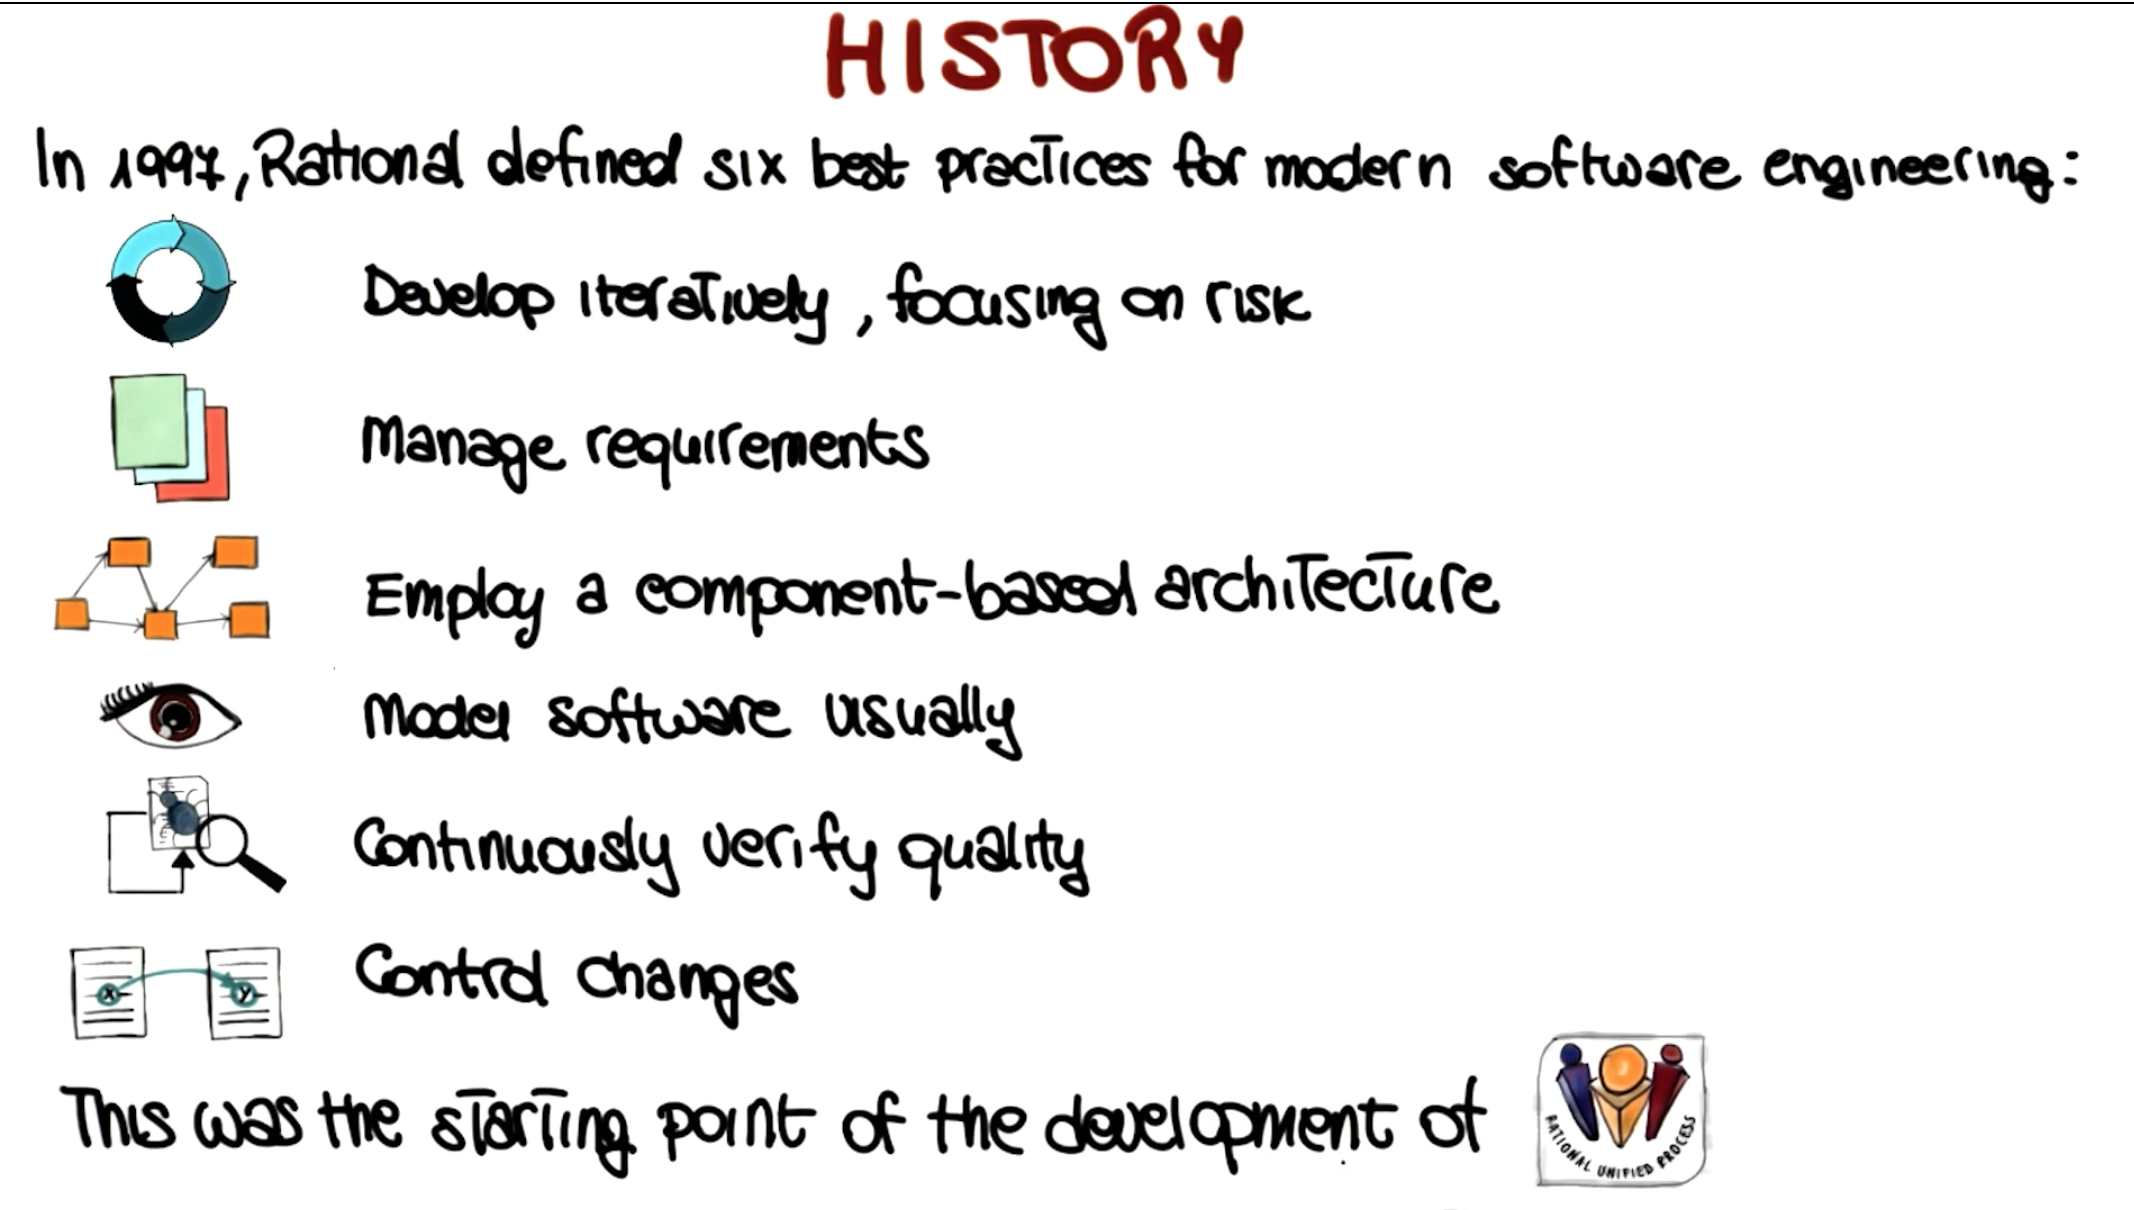 HISTORY
In 1997, Rational defined six best practices for modern software engineering:
Develop iteratively, focusing on risk
Manage requirements
Employ a component-based architecture
Model software usually
Continuously verify quality
Control changes
x y
This was the starting point of the development of
RATIONAL UNIFIED PROCESS